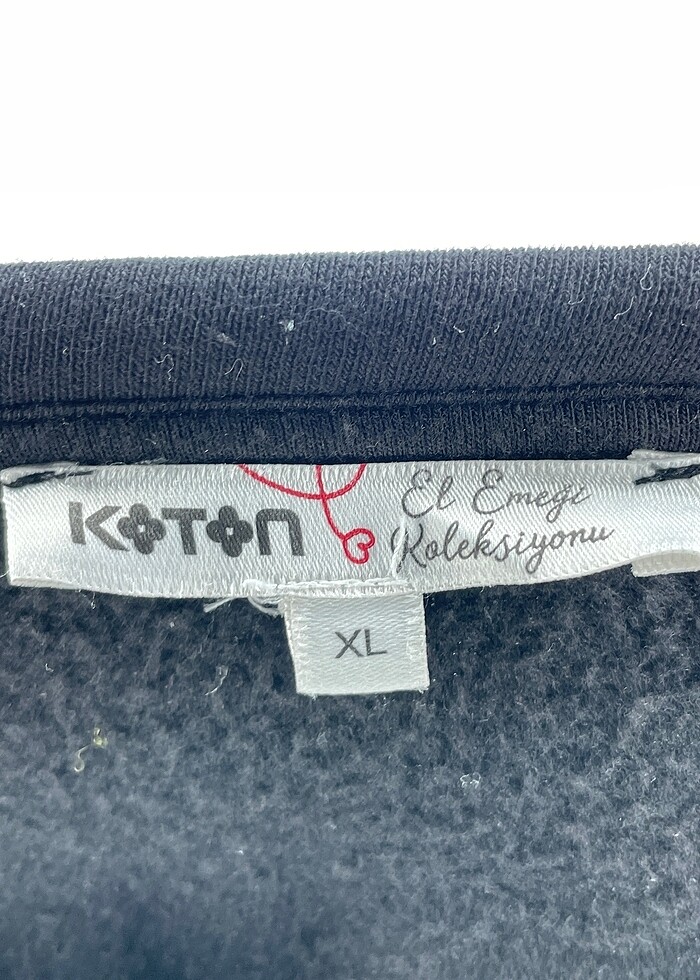 KOTON
El Emeği
Koleksiyonu
XL